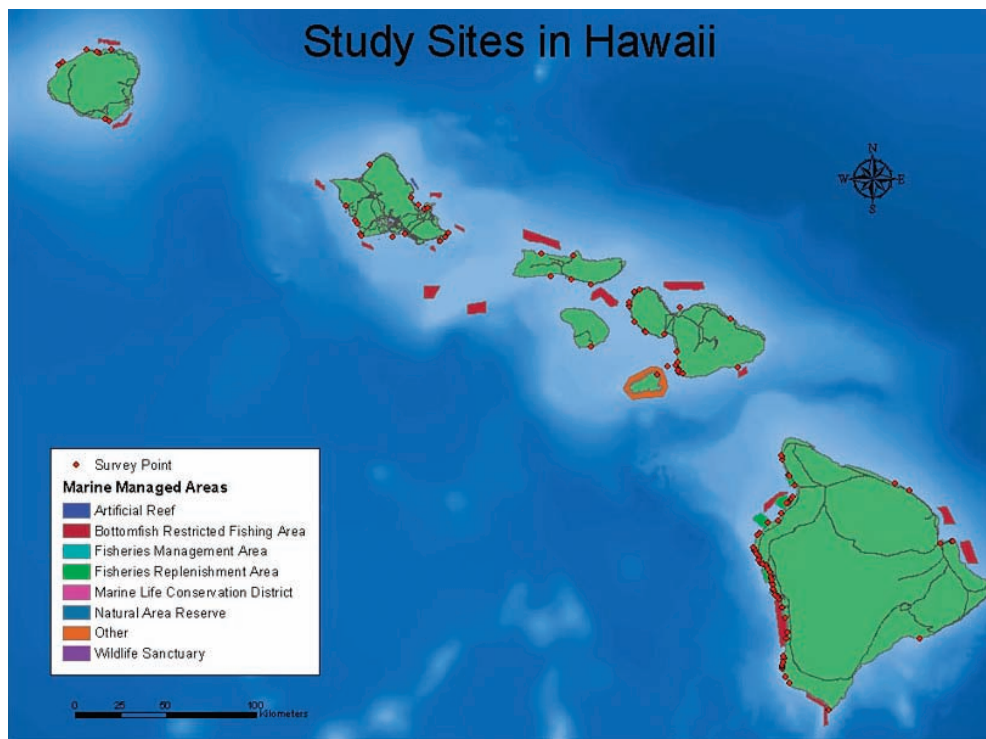 Study Sites in Hawaii
N
W E
S
Survey Point
Marine Managed Areas
Artificial Reef
Bottomfish Restricted Fishing Area
Fisheries Management Area
Fisheries Replenishment Area
Marine Life Conservation District
Natural Area Reserve
Other
Wildlife Sanctuary
0 25 50 100
Kilometers